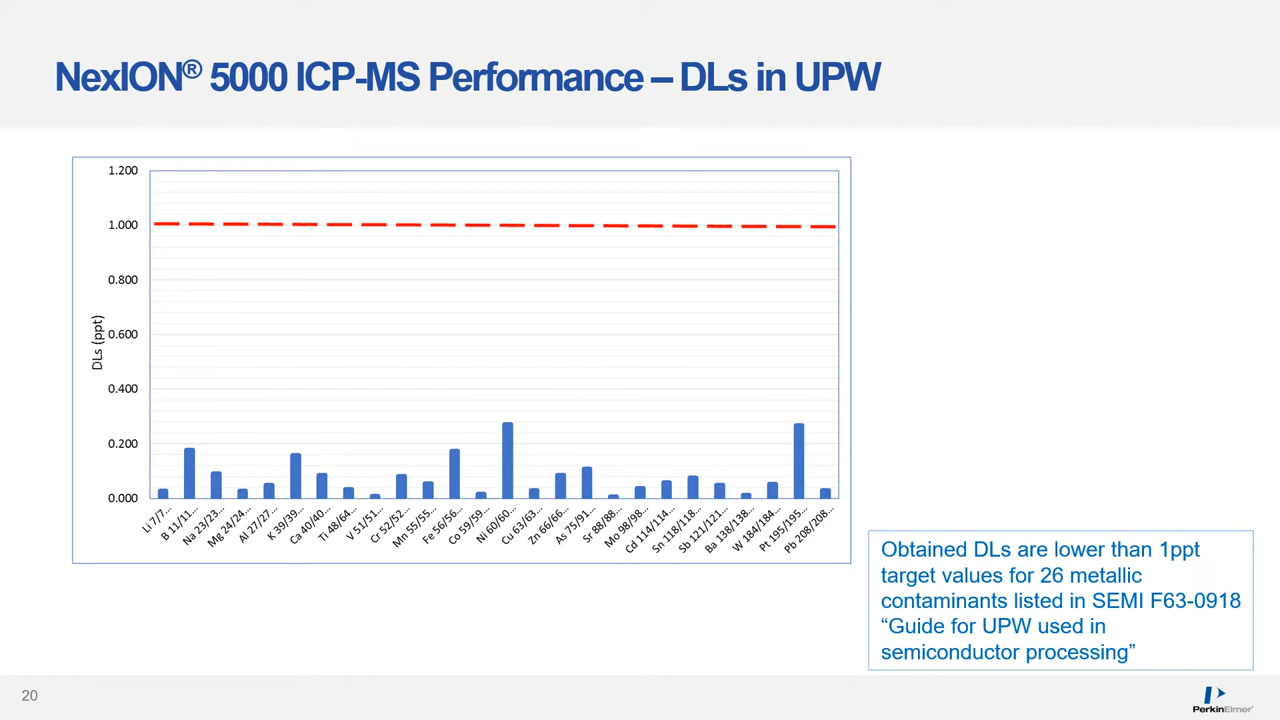 NexION® 5000 ICP-MS Performance – DLs in UPW
1.200
1.000
0.800
0.600
0.400
0.200
0.000
DLs (ppt)
Li 7/7...
B 11/11...
Na 23/23...
Mg 24/24...
Al 27/27...
K 39/39...
Ca 40/40...
Ti 48/64...
V 51/51...
Cr 52/52...
Mn 55/55...
Fe 56/56...
Co 59/59...
Ni 60/60...
Cu 63/63...
Zn 66/66...
As 75/91...
Sr 88/88...
Mo 98/98...
Cd 114/114...
Sn 118/118...
Sb 121/121...
Ba 138/138...
W 184/184...
Pt 195/195...
Pb 208/208...
Obtained DLs are lower than 1ppt
target values for 26 metallic
contaminants listed in SEMI F63-0918
“Guide for UPW used in
semiconductor processing”
20
PerkinElmer